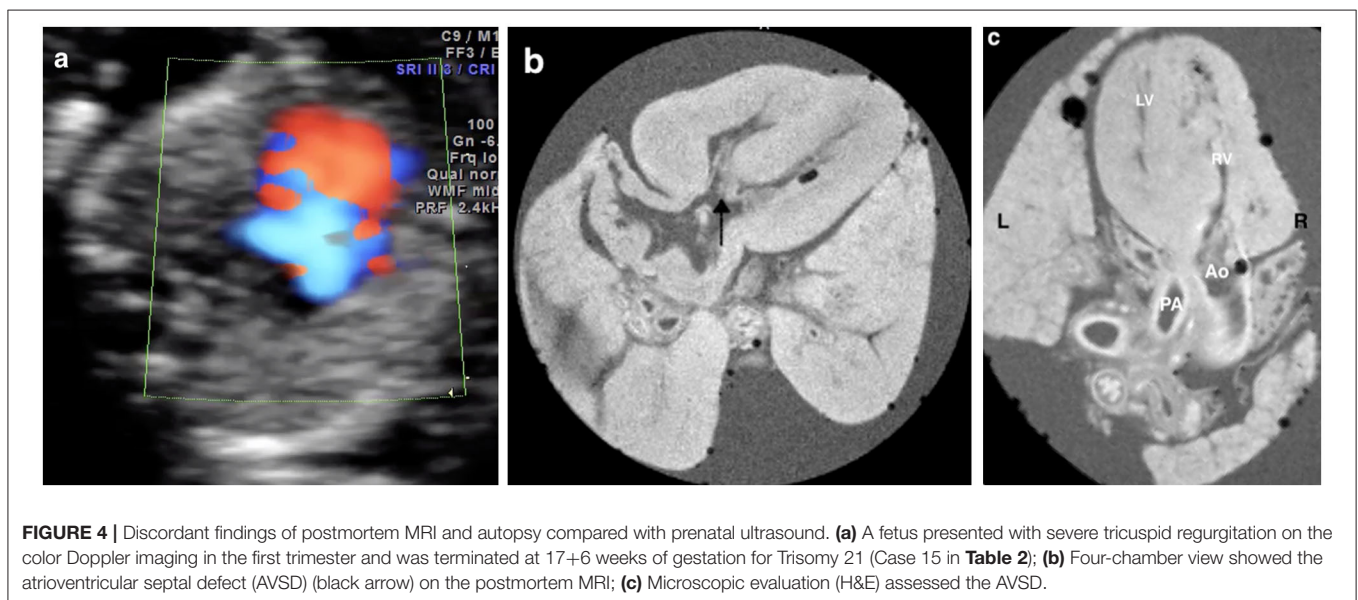 a
C9 / M1
FF3 / E
SRI II 3 / CRI
100
Gn -6.
Frq lo
Qual nor
WMF mid
PRF 2.4kH
b
c
LV
RV
L
R
Ao
PA
FIGURE 4 | Discordant findings of postmortem MRI and autopsy compared with prenatal ultrasound. (a) A fetus presented with severe tricuspid regurgitation on the
color Doppler imaging in the first trimester and was terminated at 17+6 weeks of gestation for Trisomy 21 (Case 15 in Table 2); (b) Four-chamber view showed the
atrioventricular septal defect (AVSD) (black arrow) on the postmortem MRI; (c) Microscopic evaluation (H&E) assessed the AVSD.